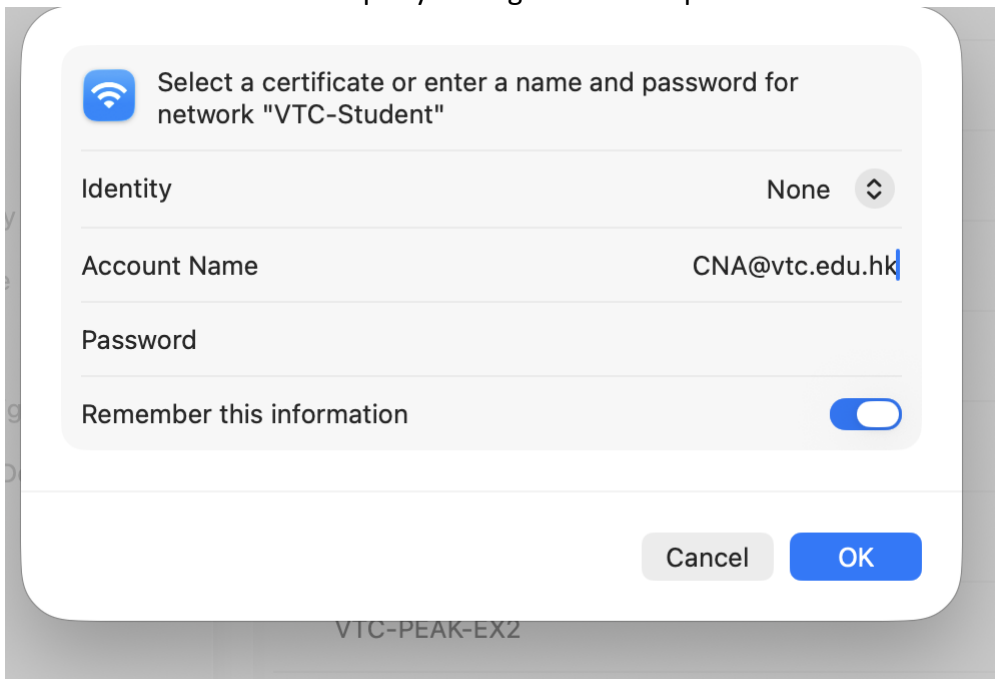 Select a certificate or enter a name and password for
network "VTC-Student"
Identity
None
Account Name
CNA@vtc.edu.hk
Password
Remember this information
Cancel
OK
VTC-PEAK-EX2